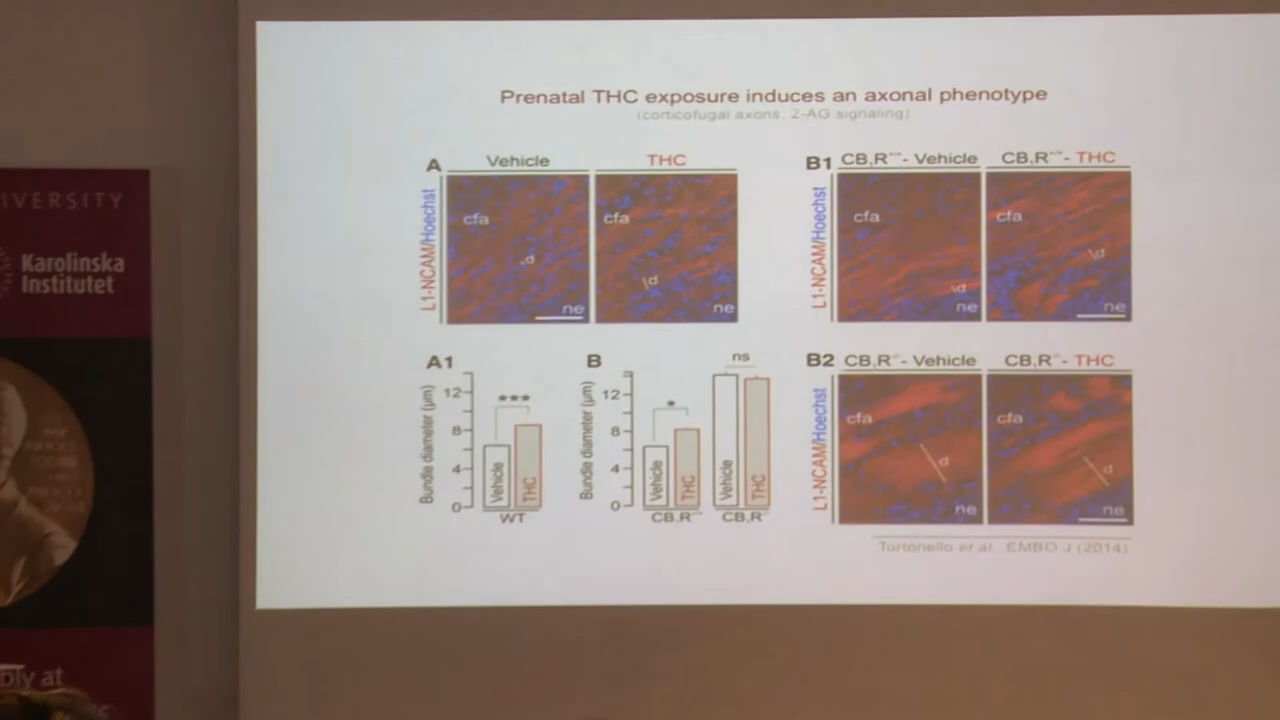 IVERSITY
Karolinska
Institutet
bly at
Prenatal THC exposure induces an axonal phenotype
(corticofugal axons, 2-AG signaling)
A
Vehicle
THC
L1-NCAM/Hoechst
cfa
d
ne
cfa
d
ne
B1
CB₁R - Vehicle
CB₁R - THC
L1-NCAM/Hoechst
cfa
d
ne
cfa
d
ne
A1
Bundle diameter (µm)
12
8
4
0
***
Vehicle
THC
WT
B
Bundle diameter (µm)
12
8
4
0
*
ns
Vehicle
THC
Vehicle
THC
CB₁R
CB₁R
B2
CB₁R - Vehicle
CB₁R - THC
L1-NCAM/Hoechst
cfa
d
ne
cfa
d
ne
Tortoriello et al., EMBO J (2014)